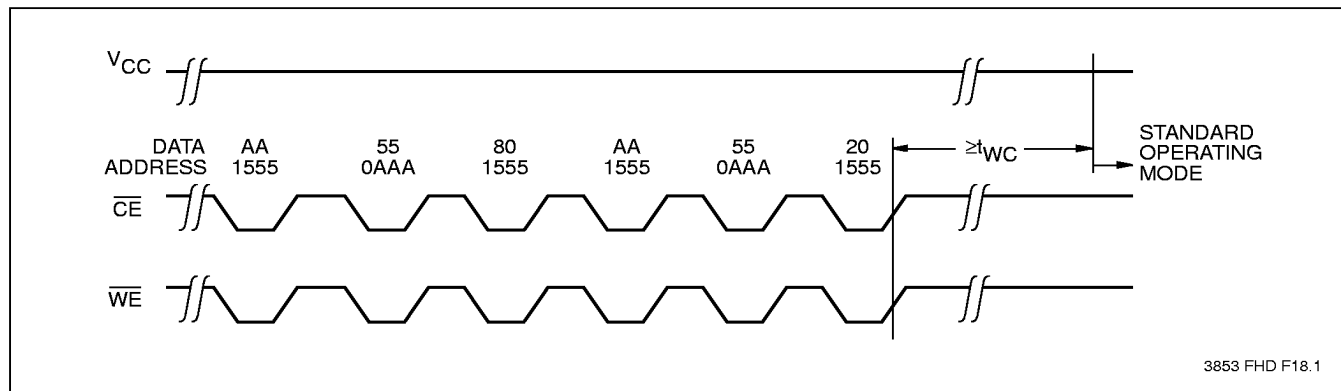 VCC
DATA AA 55 80 AA 55 20
ADDRESS 1555 0AAA 1555 1555 0AAA 1555
≥tWC
STANDARD
OPERATING
MODE
CE
WE
3853 FHD F18.1